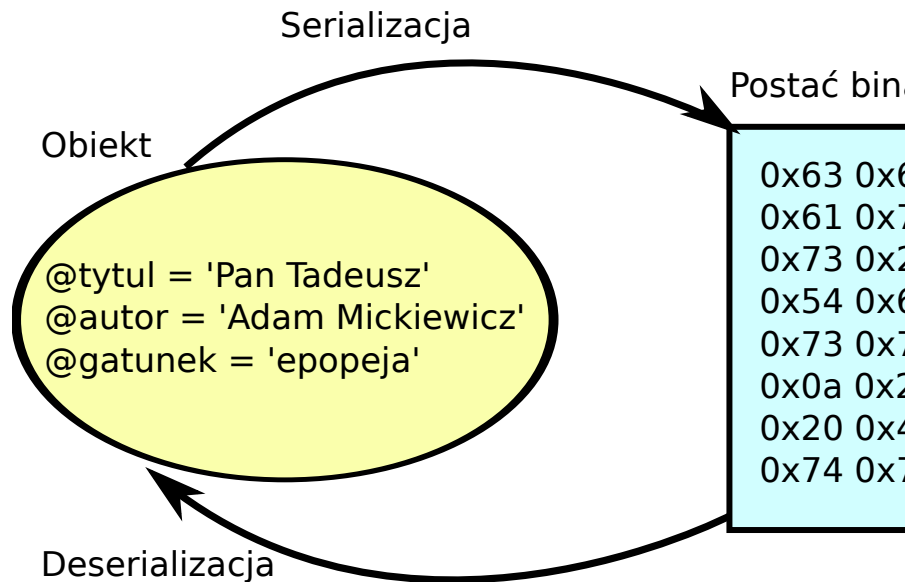 Serializacja
Postać bina
Obiekt
@tytul = 'Pan Tadeusz'
@autor = 'Adam Mickiewicz'
@gatunek = 'epopeja'
0x63 0x6
0x61 0x7
0x73 0x2
0x54 0x6
0x73 0x7
0x0a 0x2
0x20 0x4
0x74 0x7
Deserializacja